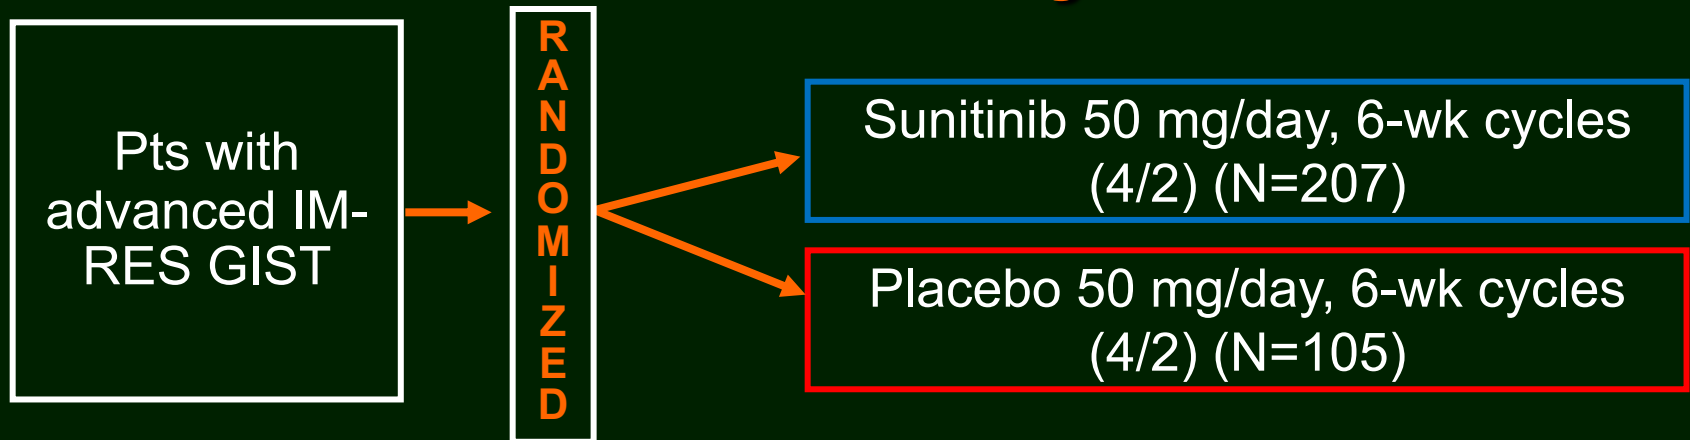 Pts with
advanced IM-
RES GIST
RANDOMIZED
Sunitinib 50 mg/day, 6-wk cycles
(4/2) (N=207)
Placebo 50 mg/day, 6-wk cycles
(4/2) (N=105)